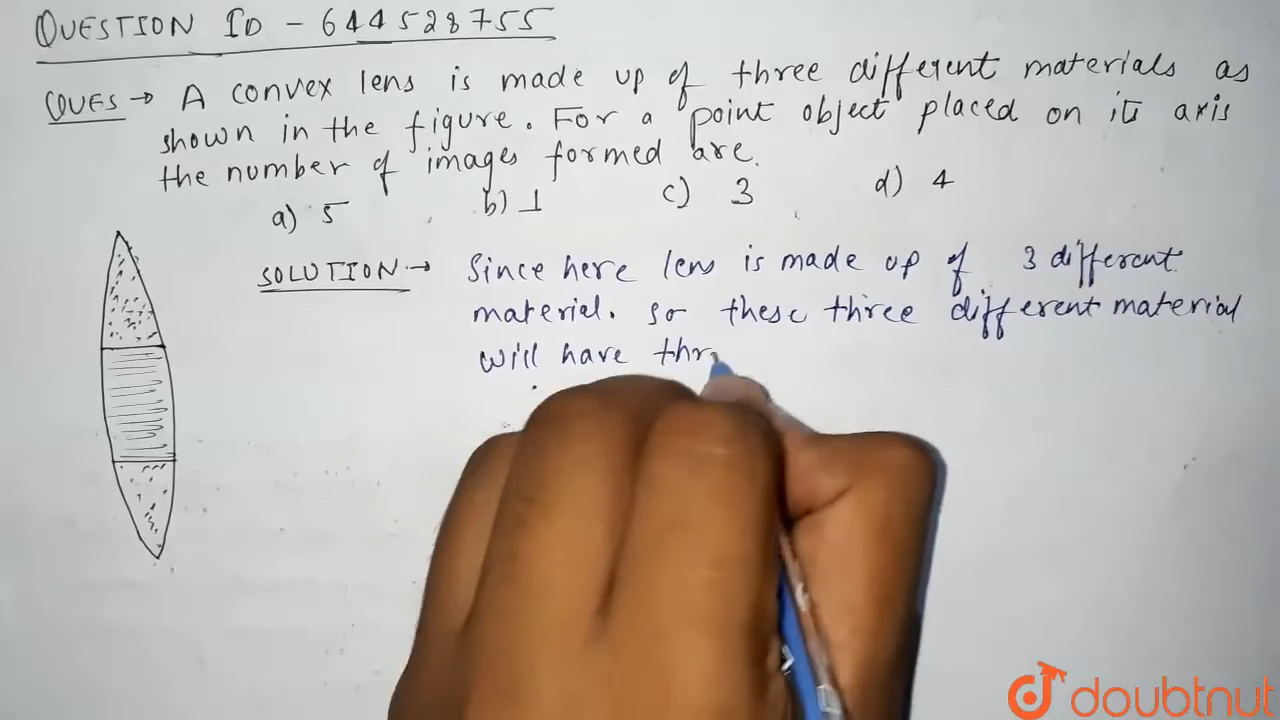 QUESTION ID - 644528755
QUES → A convex lens is made up of three different materials as
shown in the figure. For a point object placed on its axis
the number of images formed are.
a) 5 b) 1 c) 3 d) 4
SOLUTION:→ Since here lens is made up of 3 different
material. so these three different material
will have thr
doubtnut